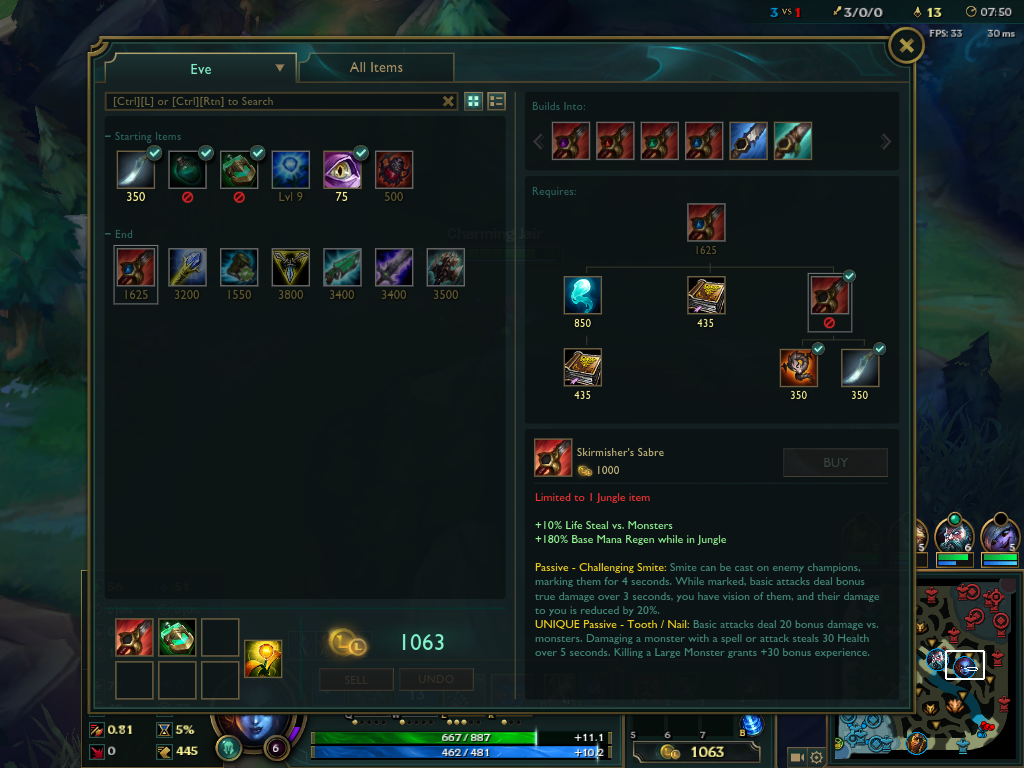 3 vs 1
3/0/0
13
07:50
FPS: 33
30 ms
Eve
All Items
[Ctrl][L] or [Ctrl][Rtn] to Search
Starting Items
350
Lvl 9
75
500
End
1625
3200
1550
3800
3400
3400
3500
Builds Into:
Requires:
1625
850
435
435
350
350
Skirmisher's Sabre
1000
BUY
Limited to 1 Jungle item
+10% Life Steal vs. Monsters
+180% Base Mana Regen while in Jungle
Passive - Challenging Smite: Smite can be cast on enemy champions,
marking them for 4 seconds. While marked, basic attacks deal bonus
true damage over 3 seconds, you have vision of them, and their damage
to you is reduced by 20%.
UNIQUE Passive - Tooth / Nail: Basic attacks deal 20 bonus damage vs.
monsters. Damaging a monster with a spell or attack steals 30 Health
over 5 seconds. Killing a Large Monster grants +30 bonus experience.
1063
SELL
UNDO
5
6
5
0.81
5%
0
445
6
667 / 887
+11.1
462 / 481
+10.2
5
6
7
B
1063